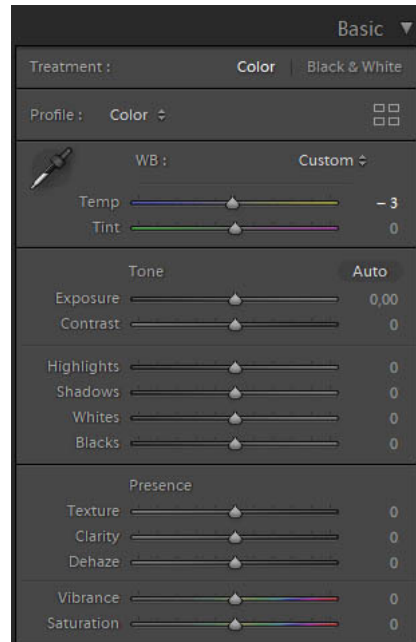 Basic
Treatment : Color Black & White
Profile : Color
WB : Custom
Temp – 3
Tint 0
Tone Auto
Exposure 0,00
Contrast 0
Highlights 0
Shadows 0
Whites 0
Blacks 0
Presence
Texture 0
Clarity 0
Dehaze 0
Vibrance 0
Saturation 0